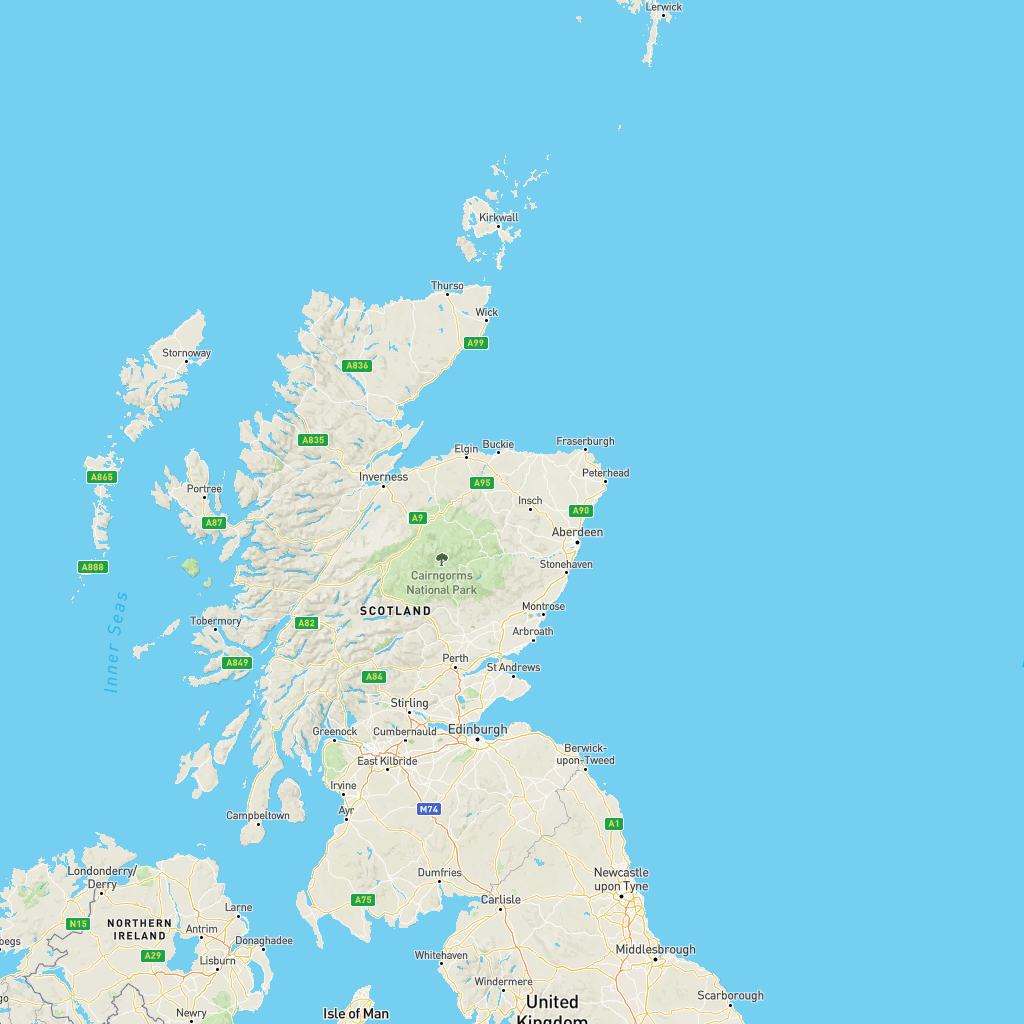 Lerwick
Kirkwall
Thurso
Wick
A99
Stornoway
A836
A835
Elgin
Buckie
Fraserburgh
A865
Inverness
Peterhead
A95
Portree
Insch
A9
A90
A87
Aberdeen
Stonehaven
A888
Cairngorms
National Park
Inner Seas
SCOTLAND
Montrose
Tobermory
A82
Arbroath
A849
Perth
St Andrews
A84
Stirling
Greenock
Cumbernauld
Edinburgh
Berwick-
upon-Tweed
East Kilbride
Irvine
M74
Ayr
Campbeltown
A1
Londonderry/
Derry
Dumfries
Newcastle
upon Tyne
A75
Carlisle
Larne
N15
NORTHERN
IRELAND
Antrim
Donaghadee
begs
A29
Lisburn
Whitehaven
Middlesbrough
Windermere
go
Newry
Isle of Man
United
Kingdom
Scarborough